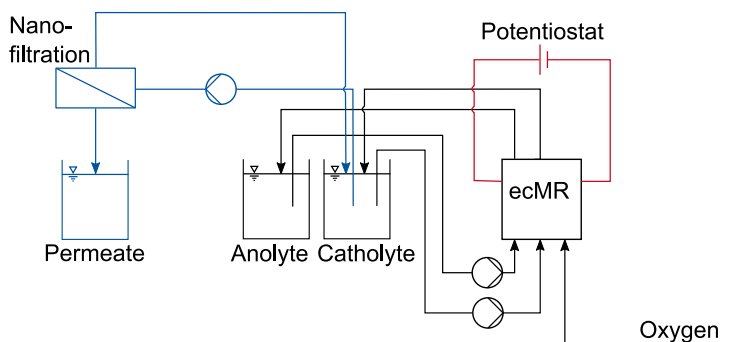 Nano-
filtration
Potentiostat
ecMR
Permeate
Anolyte
Catholyte
Oxygen